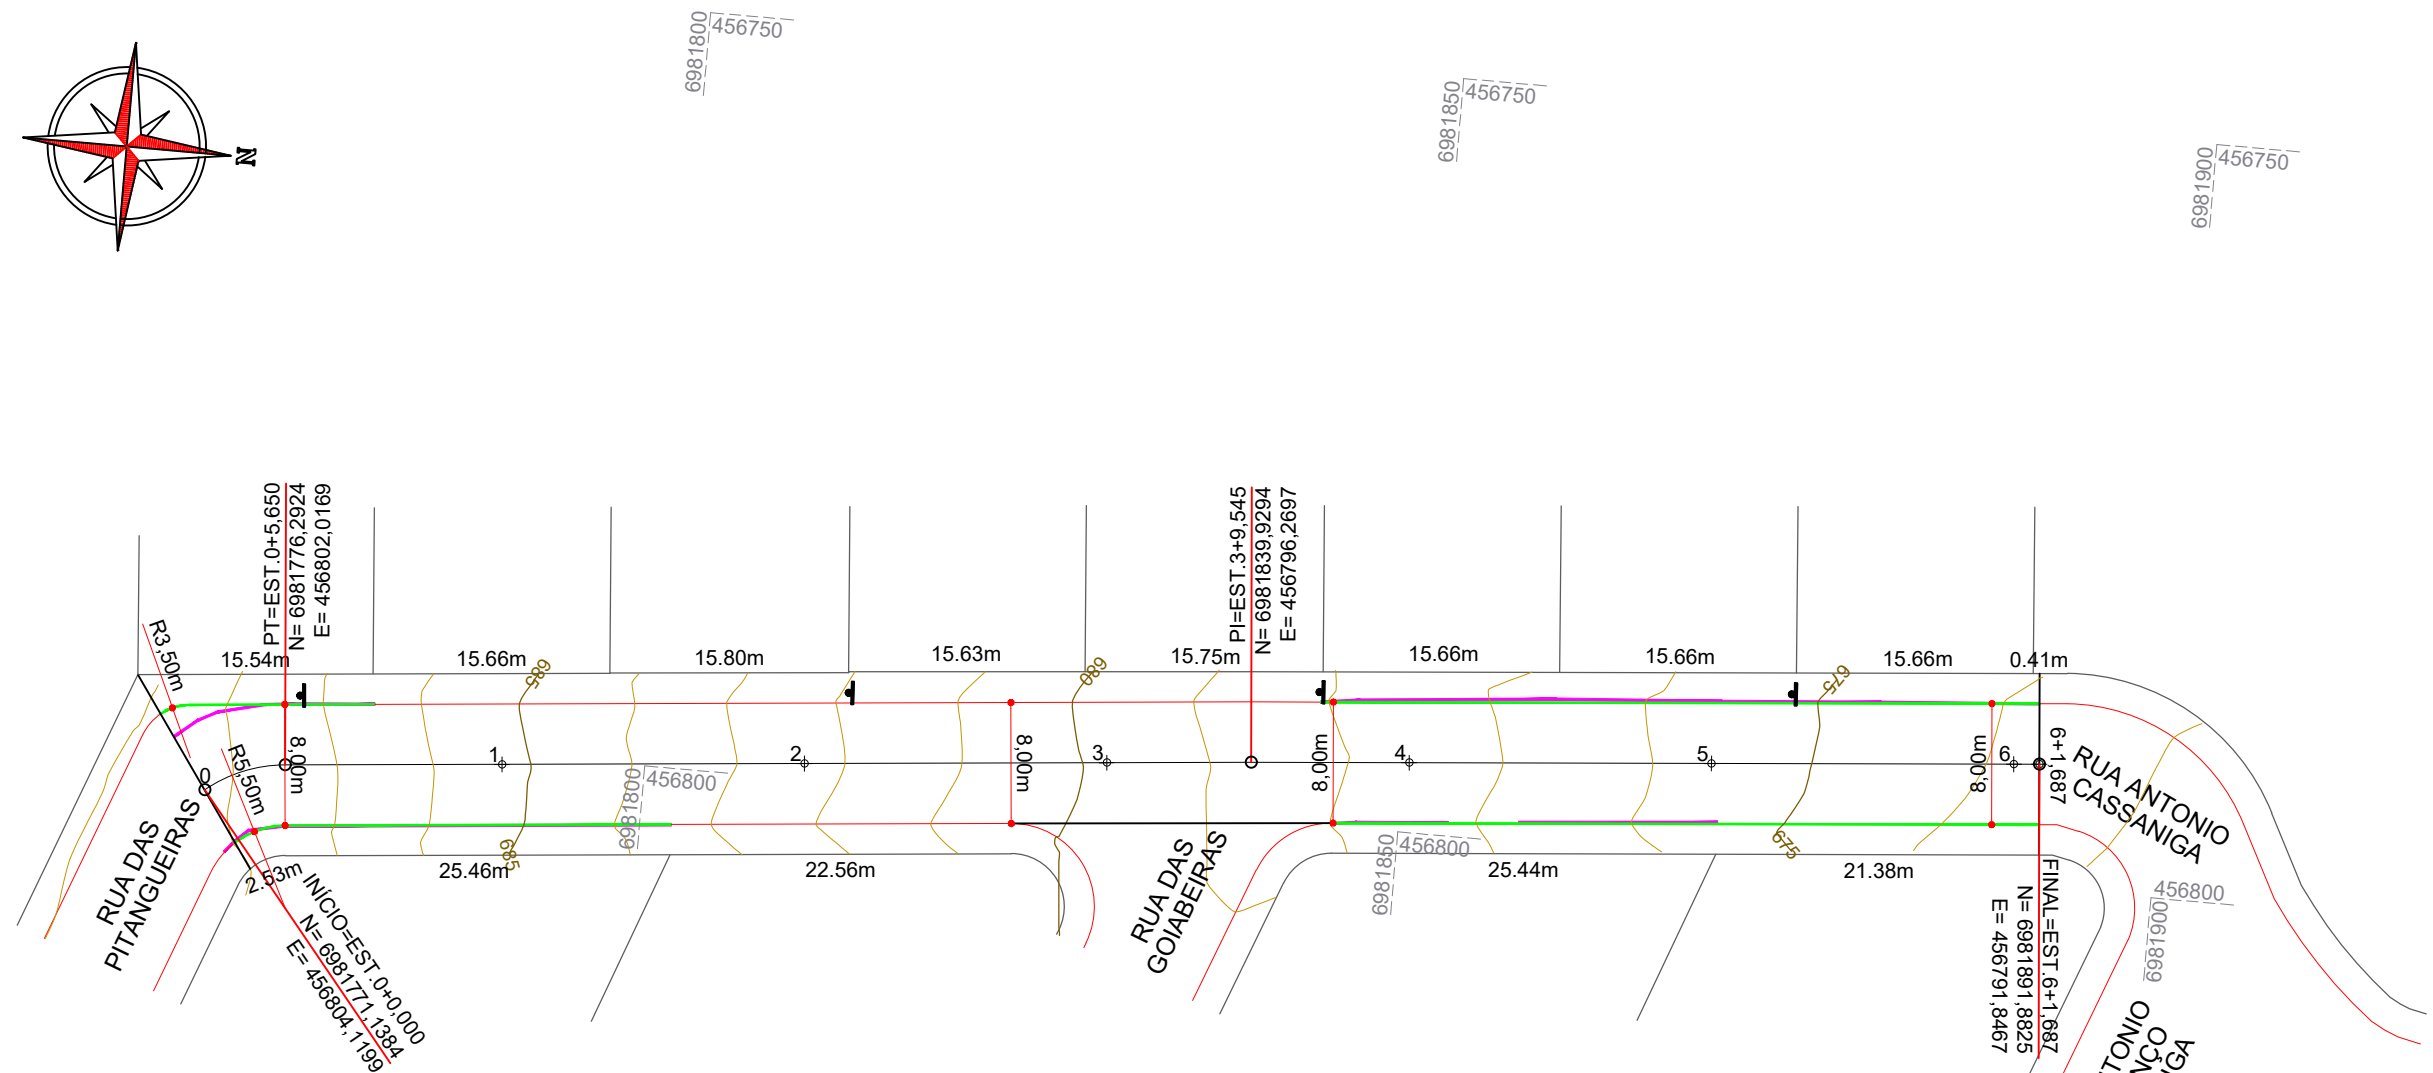 6981800
456750
6981850
456750
6981900
456750
N
PT=EST.0+5,650
N= 6981776,2924
E= 456802,0169
PI=EST.3+9,545
N= 6981839,9294
E= 456796,2697
R3,50m
15.54m
15.66m
685
15.80m
15.63m
680
15.75m
15.66m
15.66m
675
15.66m
0.41m
0
R5,50m
8,00m
1
2
8,00m
3
8,00m
4
5
8,00m
6
6+1,687
6981800
456800
RUA ANTONIO
CASSANIGA
RUA DAS
PITANGUEIRAS
2.53m
25.46m
685
22.56m
RUA DAS
GOIABEIRAS
6981850
456800
25.44m
675
21.38m
6981900
456800
INÍCIO=EST.0+0,000
N= 6981771,1384
E= 456804,1199
FINAL=EST.6+1,687
N= 6981891,8825
E= 456791,8467
TONIO
NÇO
GA